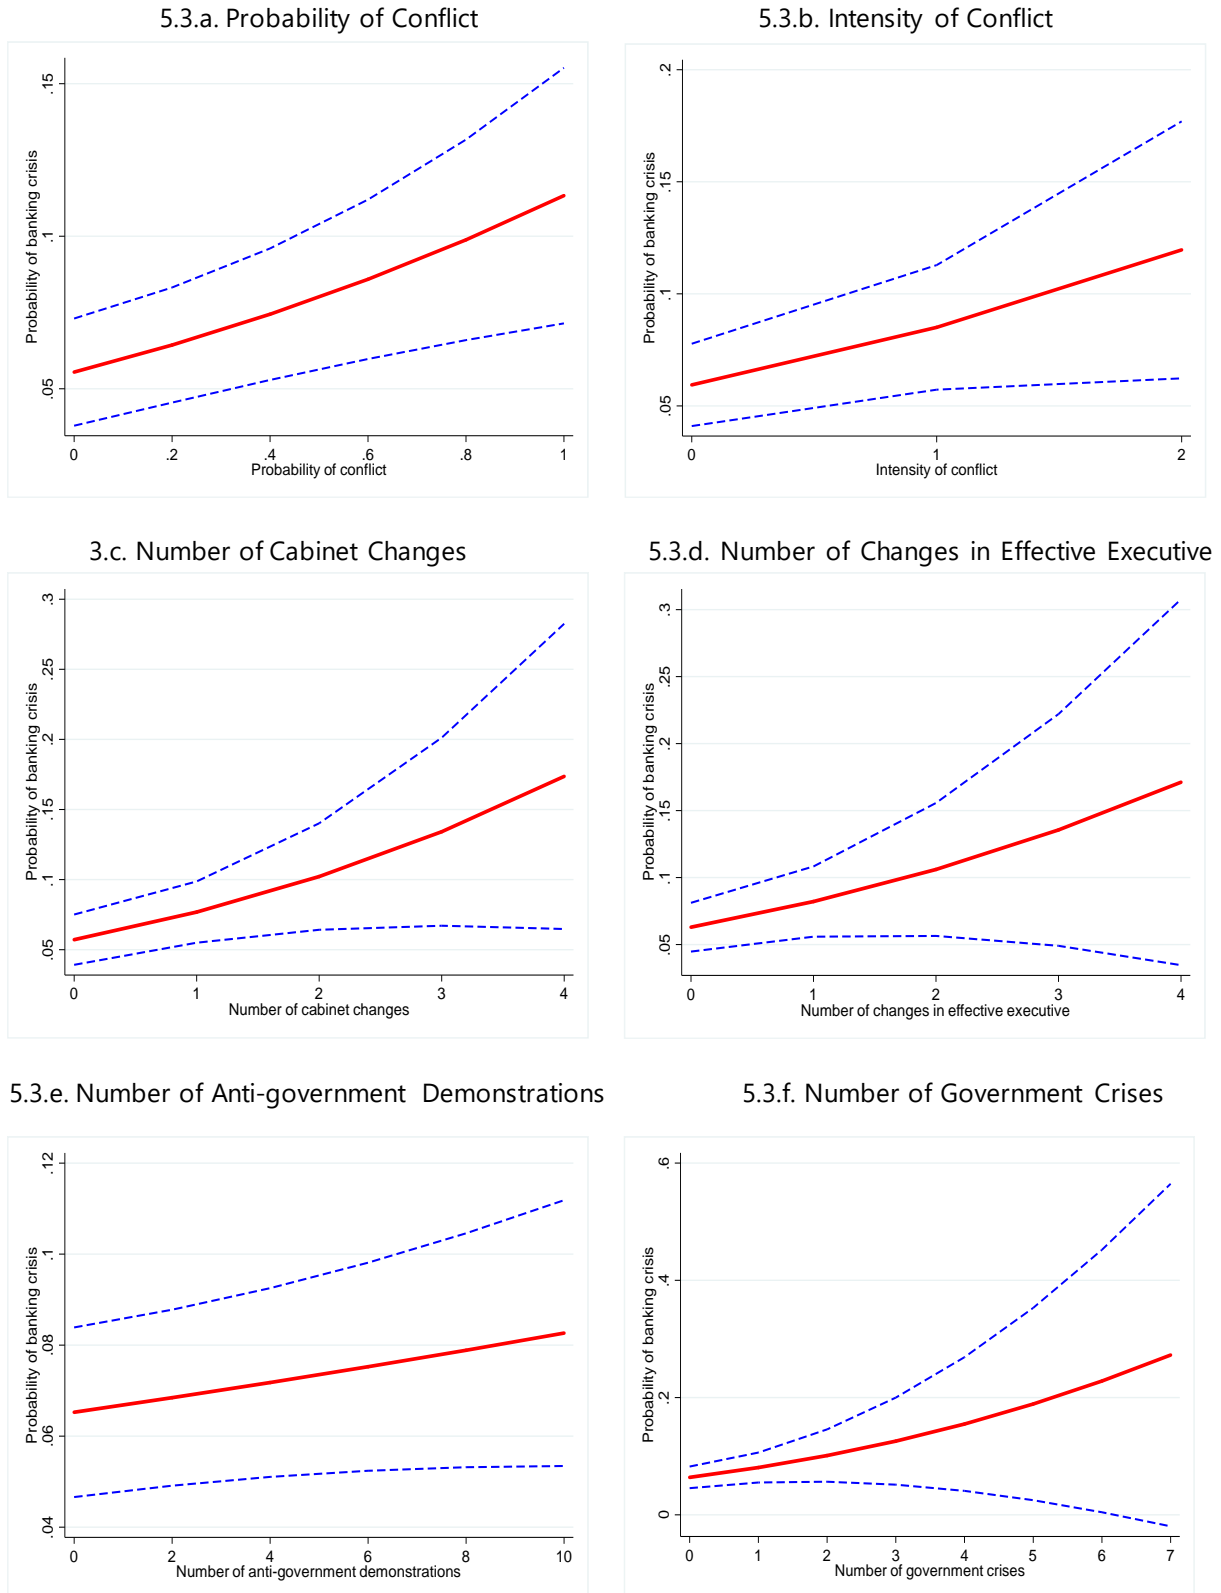 5.3.a. Probability of Conflict
Probability of banking crisis
.15
.1
.05
0 .2 .4 .6 .8 1
Probability of conflict
5.3.b. Intensity of Conflict
Probability of banking crisis
.2
.15
.1
.05
0 1 2
Intensity of conflict
3.c. Number of Cabinet Changes
Probability of banking crisis
.3
.25
.2
.15
.1
.05
0 1 2 3 4
Number of cabinet changes
5.3.d. Number of Changes in Effective Executive
Probability of banking crisis
.3
.25
.2
.15
.1
.05
0 1 2 3 4
Number of changes in effective executive
5.3.e. Number of Anti-government Demonstrations
Probability of banking crisis
.12
.1
.08
.06
.04
0 2 4 6 8 10
Number of anti-government demonstrations
5.3.f. Number of Government Crises
Probability of banking crisis
.6
.4
.2
0
0 1 2 3 4 5 6 7
Number of government crises